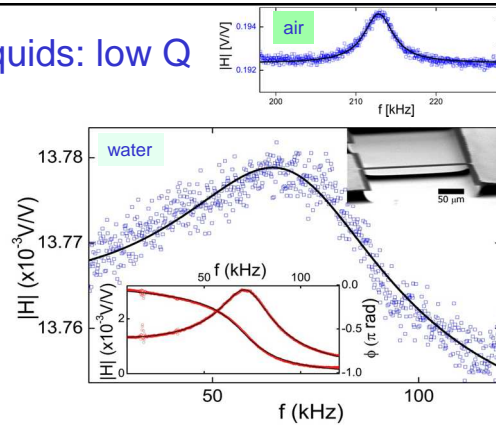 quids: low Q
air
0.194
0.192
|H| [V/V]
200
210
220
f [kHz]
water
13.78
13.77
13.76
|H| (x10⁻³V/V)
50 μm
50
f (kHz)
100
2
0
|H| (x10⁻³V/V)
0.0
-0.5
-1.0
ϕ (π rad)
50
100
f (kHz)